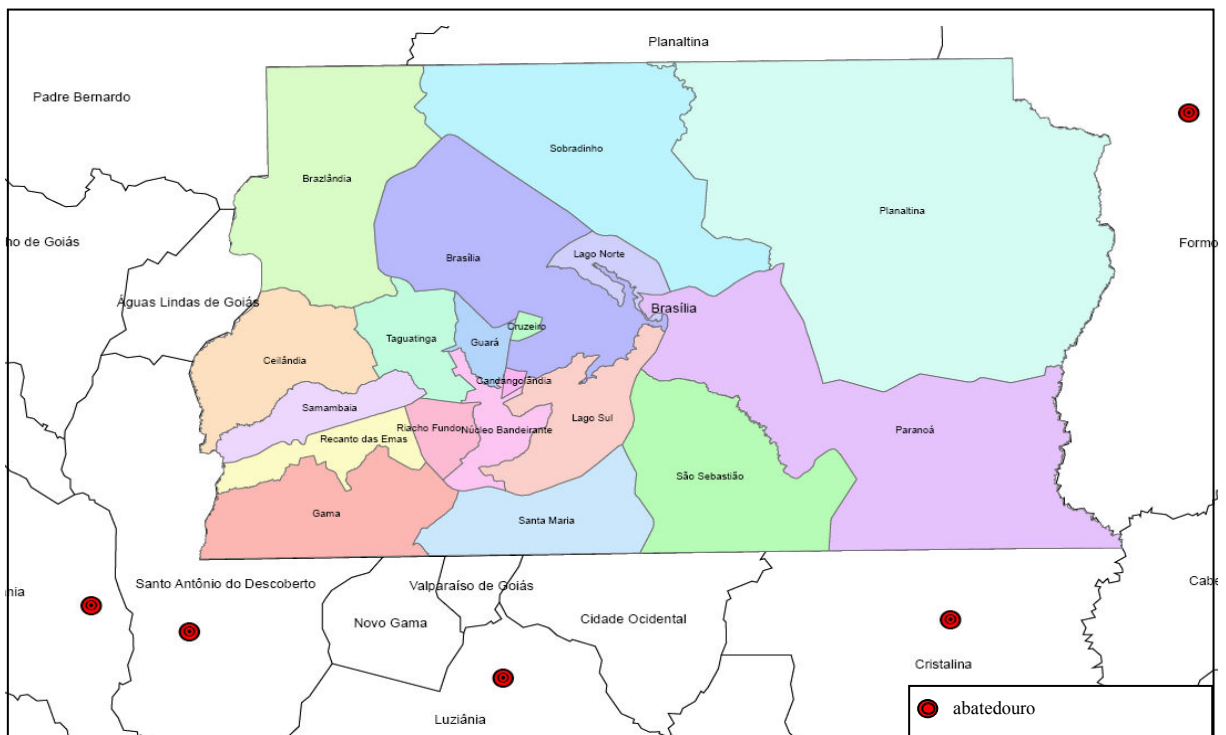 Planaltina
Padre Bernardo
Sobradinho
Brazlândia
Planaltina
ho de Goiás
Formo
Lago Norte
Brasília
Águas Lindas de Goiás
Brasília
Cruzeiro
Taguatinga
Guará
Ceilândia
Candangolândia
Samambaia
Lago Sul
Riacho Fundo
Núcleo Bandeirante
Paranoá
Recanto das Emas
São Sebastião
Gama
Santa Maria
Santo Antônio do Descoberto
Valparaíso de Goiás
nia
Cabe
Novo Gama
Cidade Ocidental
Cristalina
abatedouro
Luziânia